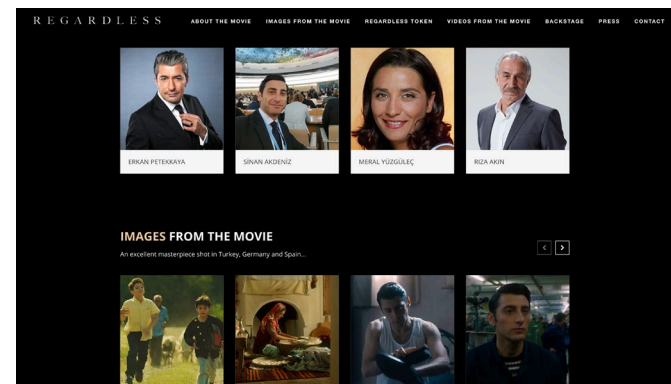 REGARDLESS
ABOUT THE MOVIE IMAGES FROM THE MOVIE REGARDLESS TOKEN VIDEOS FROM THE MOVIE BACKSTAGE PRESS CONTACT
ERKAN PETEKKAYA SİNAN AKDENİZ MERAL YÜZGÜLEÇ RIZA AKIN
IMAGES FROM THE MOVIE
An excellent masterpiece shot in Turkey, Germany and Spain...